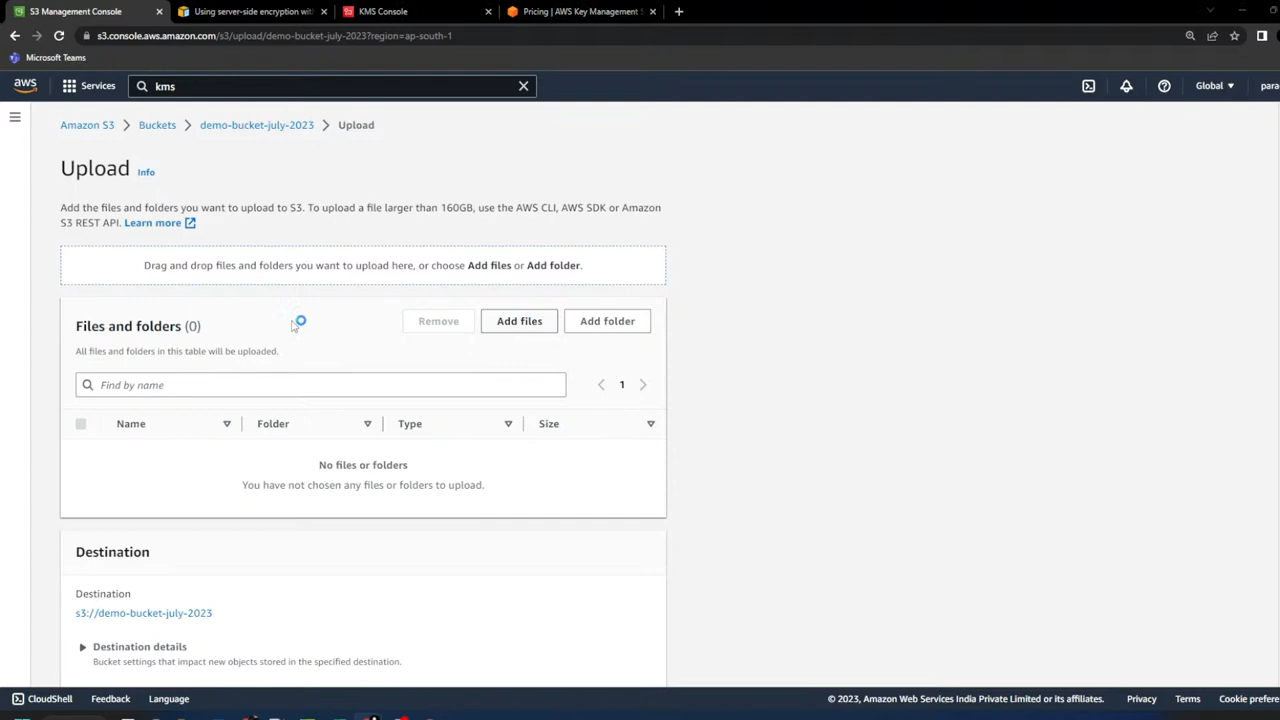 S3 Management Console
Using server-side encryption with
KMS Console
Pricing | AWS Key Management S
s3.console.aws.amazon.com/s3/upload/demo-bucket-july-2023?region=ap-south-1
Microsoft Teams
aws
Services
kms
Global
para
Amazon S3 > Buckets > demo-bucket-july-2023 > Upload
Upload Info
Add the files and folders you want to upload to S3. To upload a file larger than 160GB, use the AWS CLI, AWS SDK or Amazon
S3 REST API. Learn more
Drag and drop files and folders you want to upload here, or choose Add files or Add folder.
Files and folders (0)
Remove
Add files
Add folder
All files and folders in this table will be uploaded.
Find by name
1
Name
Folder
Type
Size
No files or folders
You have not chosen any files or folders to upload.
Destination
Destination
s3://demo-bucket-july-2023
Destination details
Bucket settings that impact new objects stored in the specified destination.
CloudShell
Feedback
Language
© 2023, Amazon Web Services India Private Limited or its affiliates.
Privacy
Terms
Cookie prefere